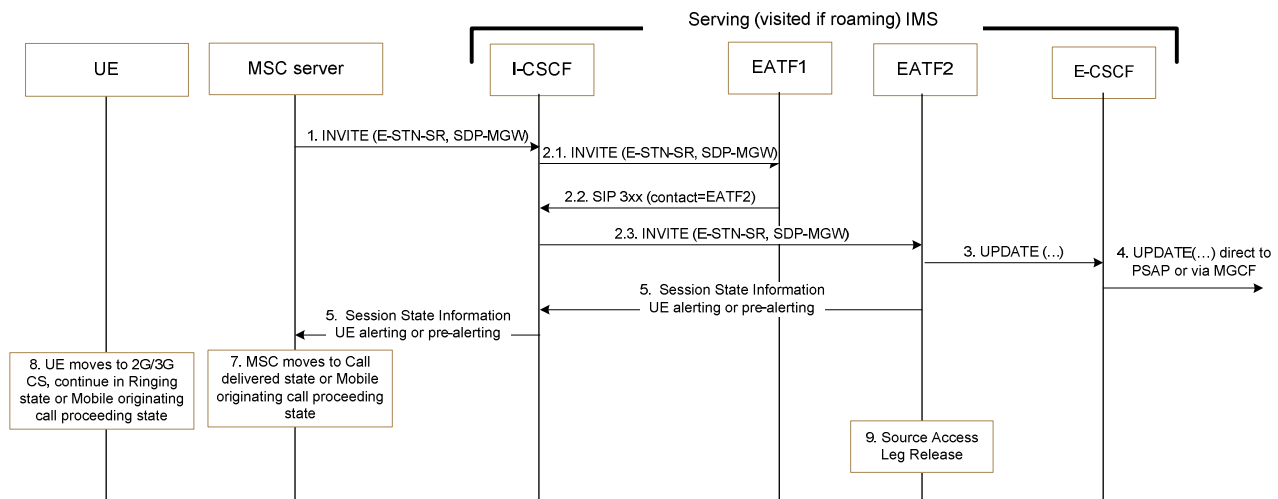 Serving (visited if roaming) IMS
UE
MSC server
I-CSCF
EATF1
EATF2
E-CSCF
1. INVITE (E-STN-SR, SDP-MGW)
2.1. INVITE (E-STN-SR, SDP-MGW)
2.2. SIP 3xx (contact=EATF2)
2.3. INVITE (E-STN-SR, SDP-MGW)
3. UPDATE (...)
4. UPDATE(...) direct to
PSAP or via MGCF
5. Session State Information
UE alerting or pre-alerting
5. Session State Information
UE alerting or pre-alerting
8. UE moves to 2G/3G
CS, continue in Ringing
state or Mobile originating
call proceeding state
7. MSC moves to Call
delivered state or Mobile
originating call proceeding
state
9. Source Access
Leg Release